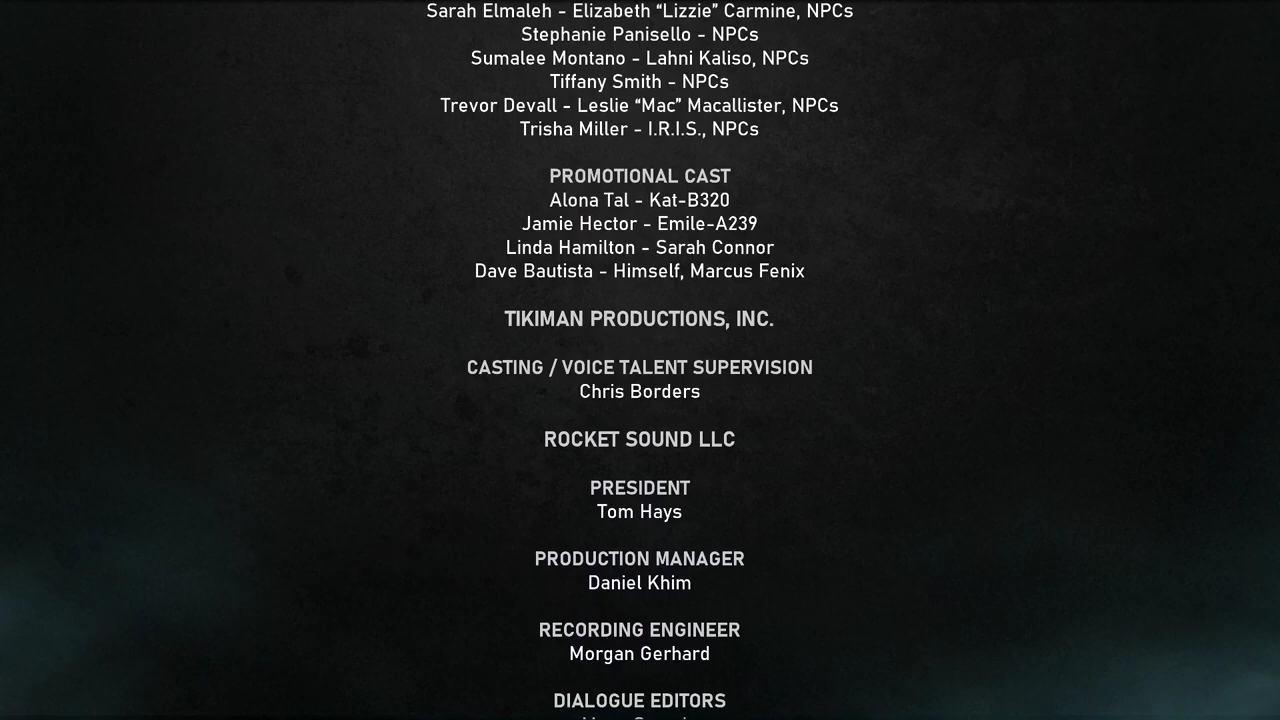 Sarah Elmaleh - Elizabeth “Lizzie” Carmine, NPCs
Stephanie Panisello - NPCs
Sumalee Montano - Lahni Kaliso, NPCs
Tiffany Smith - NPCs
Trevor Devall - Leslie “Mac” Macallister, NPCs
Trisha Miller - I.R.I.S., NPCs
PROMOTIONAL CAST
Alona Tal - Kat-B320
Jamie Hector - Emile-A239
Linda Hamilton - Sarah Connor
Dave Bautista - Himself, Marcus Fenix
TIKIMAN PRODUCTIONS, INC.
CASTING / VOICE TALENT SUPERVISION
Chris Borders
ROCKET SOUND LLC
PRESIDENT
Tom Hays
PRODUCTION MANAGER
Daniel Khim
RECORDING ENGINEER
Morgan Gerhard
DIALOGUE EDITORS